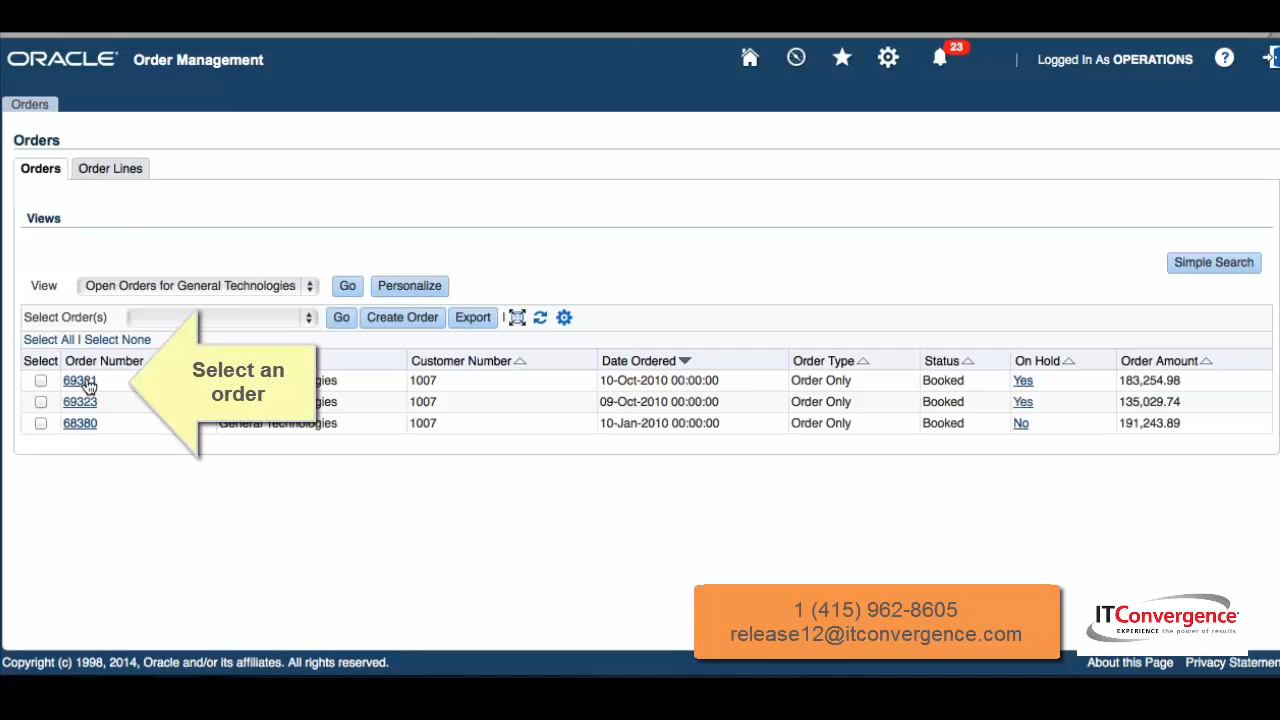 ORACLE® Order Management 23 Logged In As OPERATIONS ?
Orders
Orders
Orders Order Lines
Views
Simple Search
View Open Orders for General Technologies Go Personalize
Select Order(s) Go Create Order Export
Select All | Select None
Select Order Number Customer Number Date Ordered Order Type Status On Hold Order Amount
1007 10-Oct-2010 00:00:00 Order Only Booked Yes 183,254.98
69323 1007 09-Oct-2010 00:00:00 Order Only Booked Yes 135,029.74
68380 General Technologies 1007 10-Jan-2010 00:00:00 Order Only Booked No 191,243.89
Select an
order
1 (415) 962-8605
release12@itconvergence.com
ITConvergence
EXPERIENCE the power of results
Copyright (c) 1998, 2014, Oracle and/or its affiliates. All rights reserved. About this Page Privacy Statemen